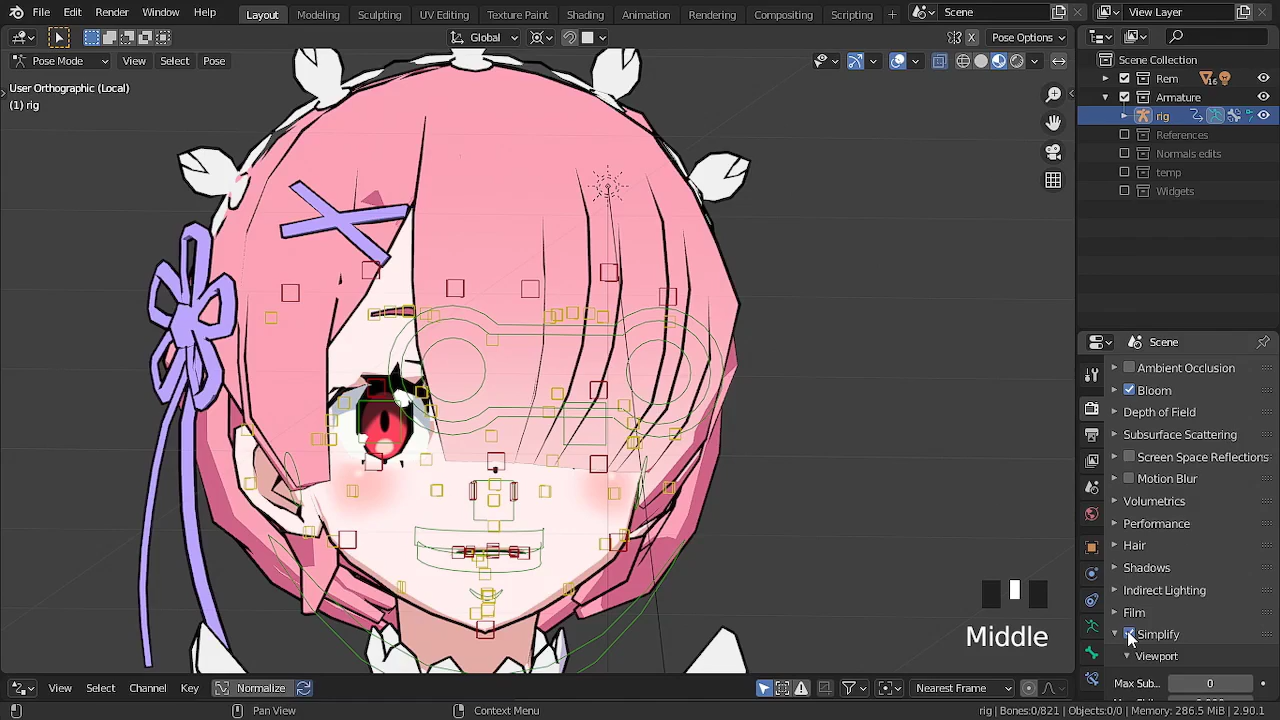 File Edit Render Window Help Layout Modeling Sculpting UV Editing Texture Paint Shading Animation Rendering Compositing Scripting Scene View Layer
Global Pose Options
Pose Mode View Select Pose
User Orthographic (Local)
(1) rig
Scene Collection
Rem 16
Armature
rig
References
Normals edits
temp
Widgets
Scene
Ambient Occlusion
Bloom
Depth of Field
Subsurface Scattering
Screen Space Reflections
Motion Blur
Volumetrics
Performance
Hair
Shadows
Indirect Lighting
Film
Simplify
Viewport
Max Sub... 0
Middle
View Select Channel Key Normalize Nearest Frame
Pan View Context Menu rig | Bones:0/821 | Objects:0/0 | Memory: 286.5 MiB | 2.90.1